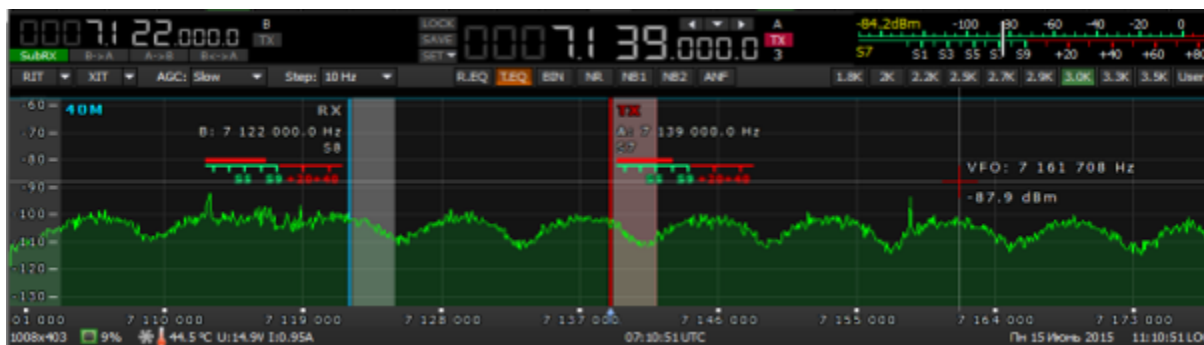 7.122.000.0 B TX LOCK SAVE SET 7.139.000.0 A TX 3 -84.2dBm -100 -80 -60 -40 -20 0
SubRX B->A A->B B<->A S7 S1 S3 S5 S7 S9 +20 +40 +60 +80
RIT XIT AGC: Slow Step: 10 Hz R.EQ T.EQ BIN NR NB1 NB2 ANF 1.8K 2K 2.2K 2.5K 2.7K 2.9K 3.0K 3.3K 3.5K User
-60 40M RX TX
-70 B: 7 122 000.0 Hz A: 7 139 000.0 Hz
S8 S7
-80
VFO: 7 161 708 Hz
S5 S9 +20+40 S5 S9 +20+40
-90
-87.9 dBm
-100
-110
-120
-130
01 000 7 110 000 7 119 000 7 128 000 7 137 000 7 146 000 7 155 000 7 164 000 7 173 000
1008x403 9% 44.5 °C U:14.9V I:0.95A 07:10:51 UTC Пн 15 Июнь 2015 11:10:51 LO